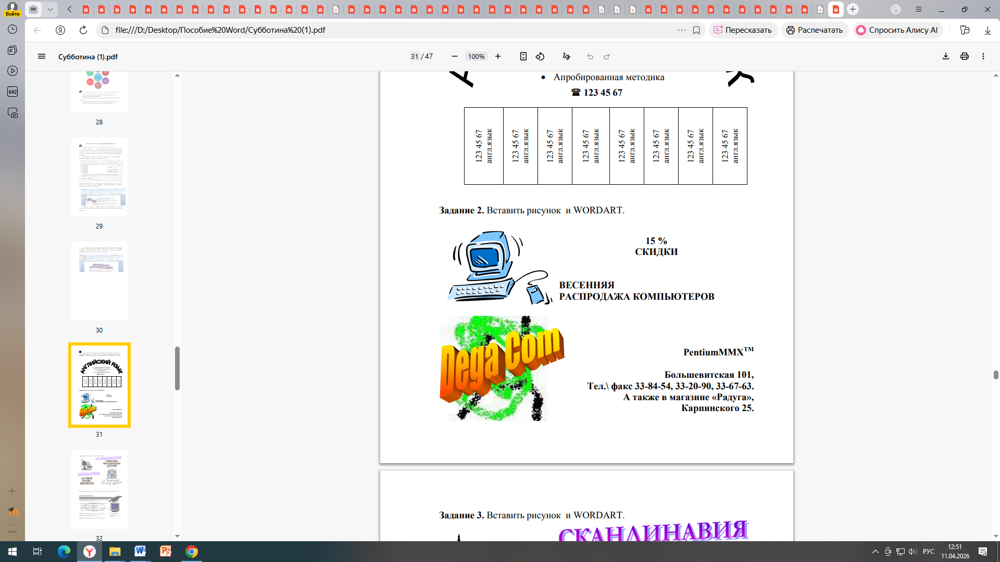 Войти
file:///D:/Desktop/Пособие%20Word/Субботина%20(1).pdf
Пересказать
Распечатать
Спросить Алису AI
Субботина (1).pdf
31 / 47
100%
642
28
29
30
31
32
АНГЛИЙСКИЙ ЯЗЫК
• Апробированная методика
☎ 123 45 67
123 45 67 англ.язык
123 45 67 англ.язык
123 45 67 англ.язык
123 45 67 англ.язык
123 45 67 англ.язык
123 45 67 англ.язык
123 45 67 англ.язык
123 45 67 англ.язык
Задание 2. Вставить рисунок и WORDART.
15 %
СКИДКИ
ВЕСЕННЯЯ
РАСПРОДАЖА КОМПЬЮТЕРОВ
Dega Com
PentiumMMX™
Большевитская 101,
Тел.\ факс 33-84-54, 33-20-90, 33-67-63.
А также в магазине «Радуга»,
Карпинского 25.
Задание 3. Вставить рисунок и WORDART.
СКАНДИНАВИЯ
РУС
12:51
11.04.2026